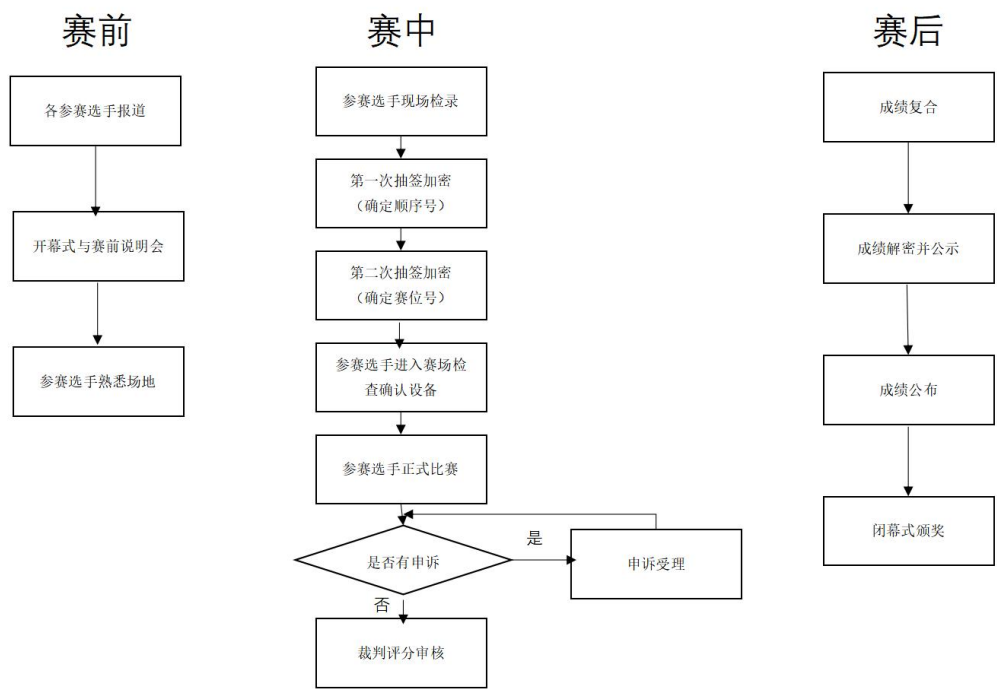 赛前
各参赛选手报道
开幕式与赛前说明会
参赛选手熟悉场地
赛中
参赛选手现场检录
第一次抽签加密
（确定顺序号）
第二次抽签加密
（确定赛位号）
参赛选手进入赛场检
查确认设备
参赛选手正式比赛
是否有申诉
是
申诉受理
否
裁判评分审核
赛后
成绩复合
成绩解密并公示
成绩公布
闭幕式颁奖